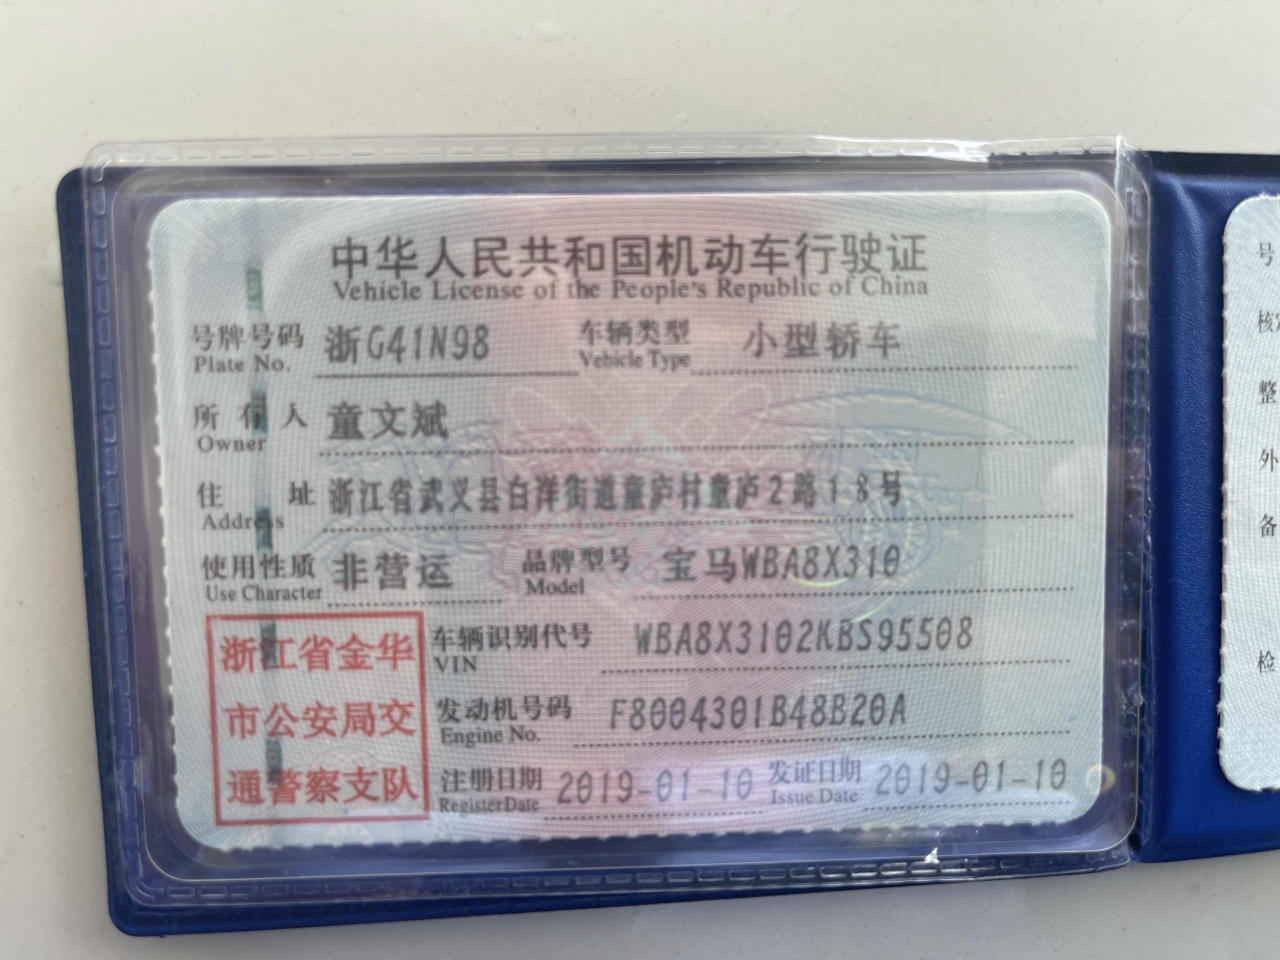 中华人民共和国机动车行驶证
Vehicle License of the People's Republic of China
号牌号码 浙G41N98 车辆类型 小型轿车
Plate No. Vehicle Type
所有人 童文斌
Owner
住址 浙江省武义县白洋街道童庐村童庐2路18号
Address
使用性质 非营运 品牌型号 宝马WBA8X310
Use Character Model
浙江省金华
市公安局交
通警察支队
车辆识别代号 WBA8X3102KBS95508
VIN
发动机号码 F8004301B48B20A
Engine No.
注册日期 2019-01-10 发证日期 2019-01-10
Register Date Issue Date
号
核
整
外
备
检